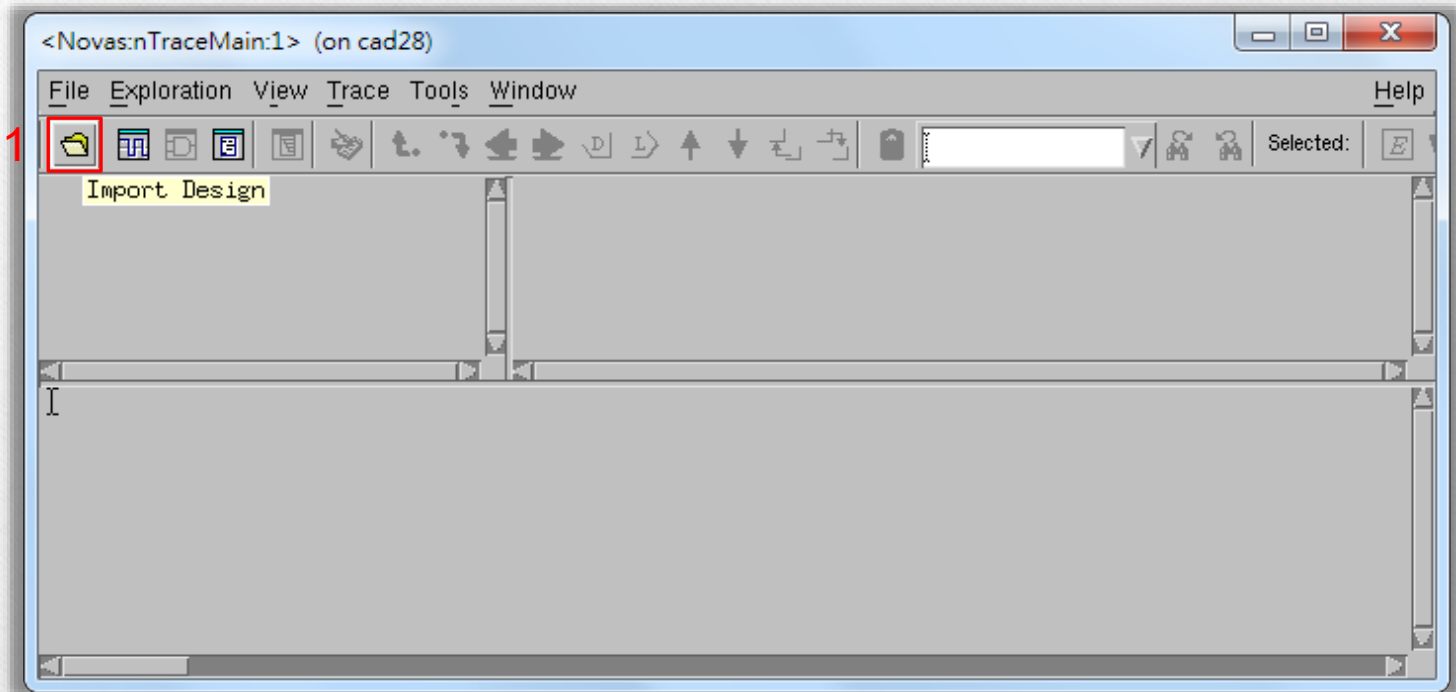 <Novas:nTraceMain:1> (on cad28)
File Exploration View Trace Tools Window Help
1 Selected: E
Import Design